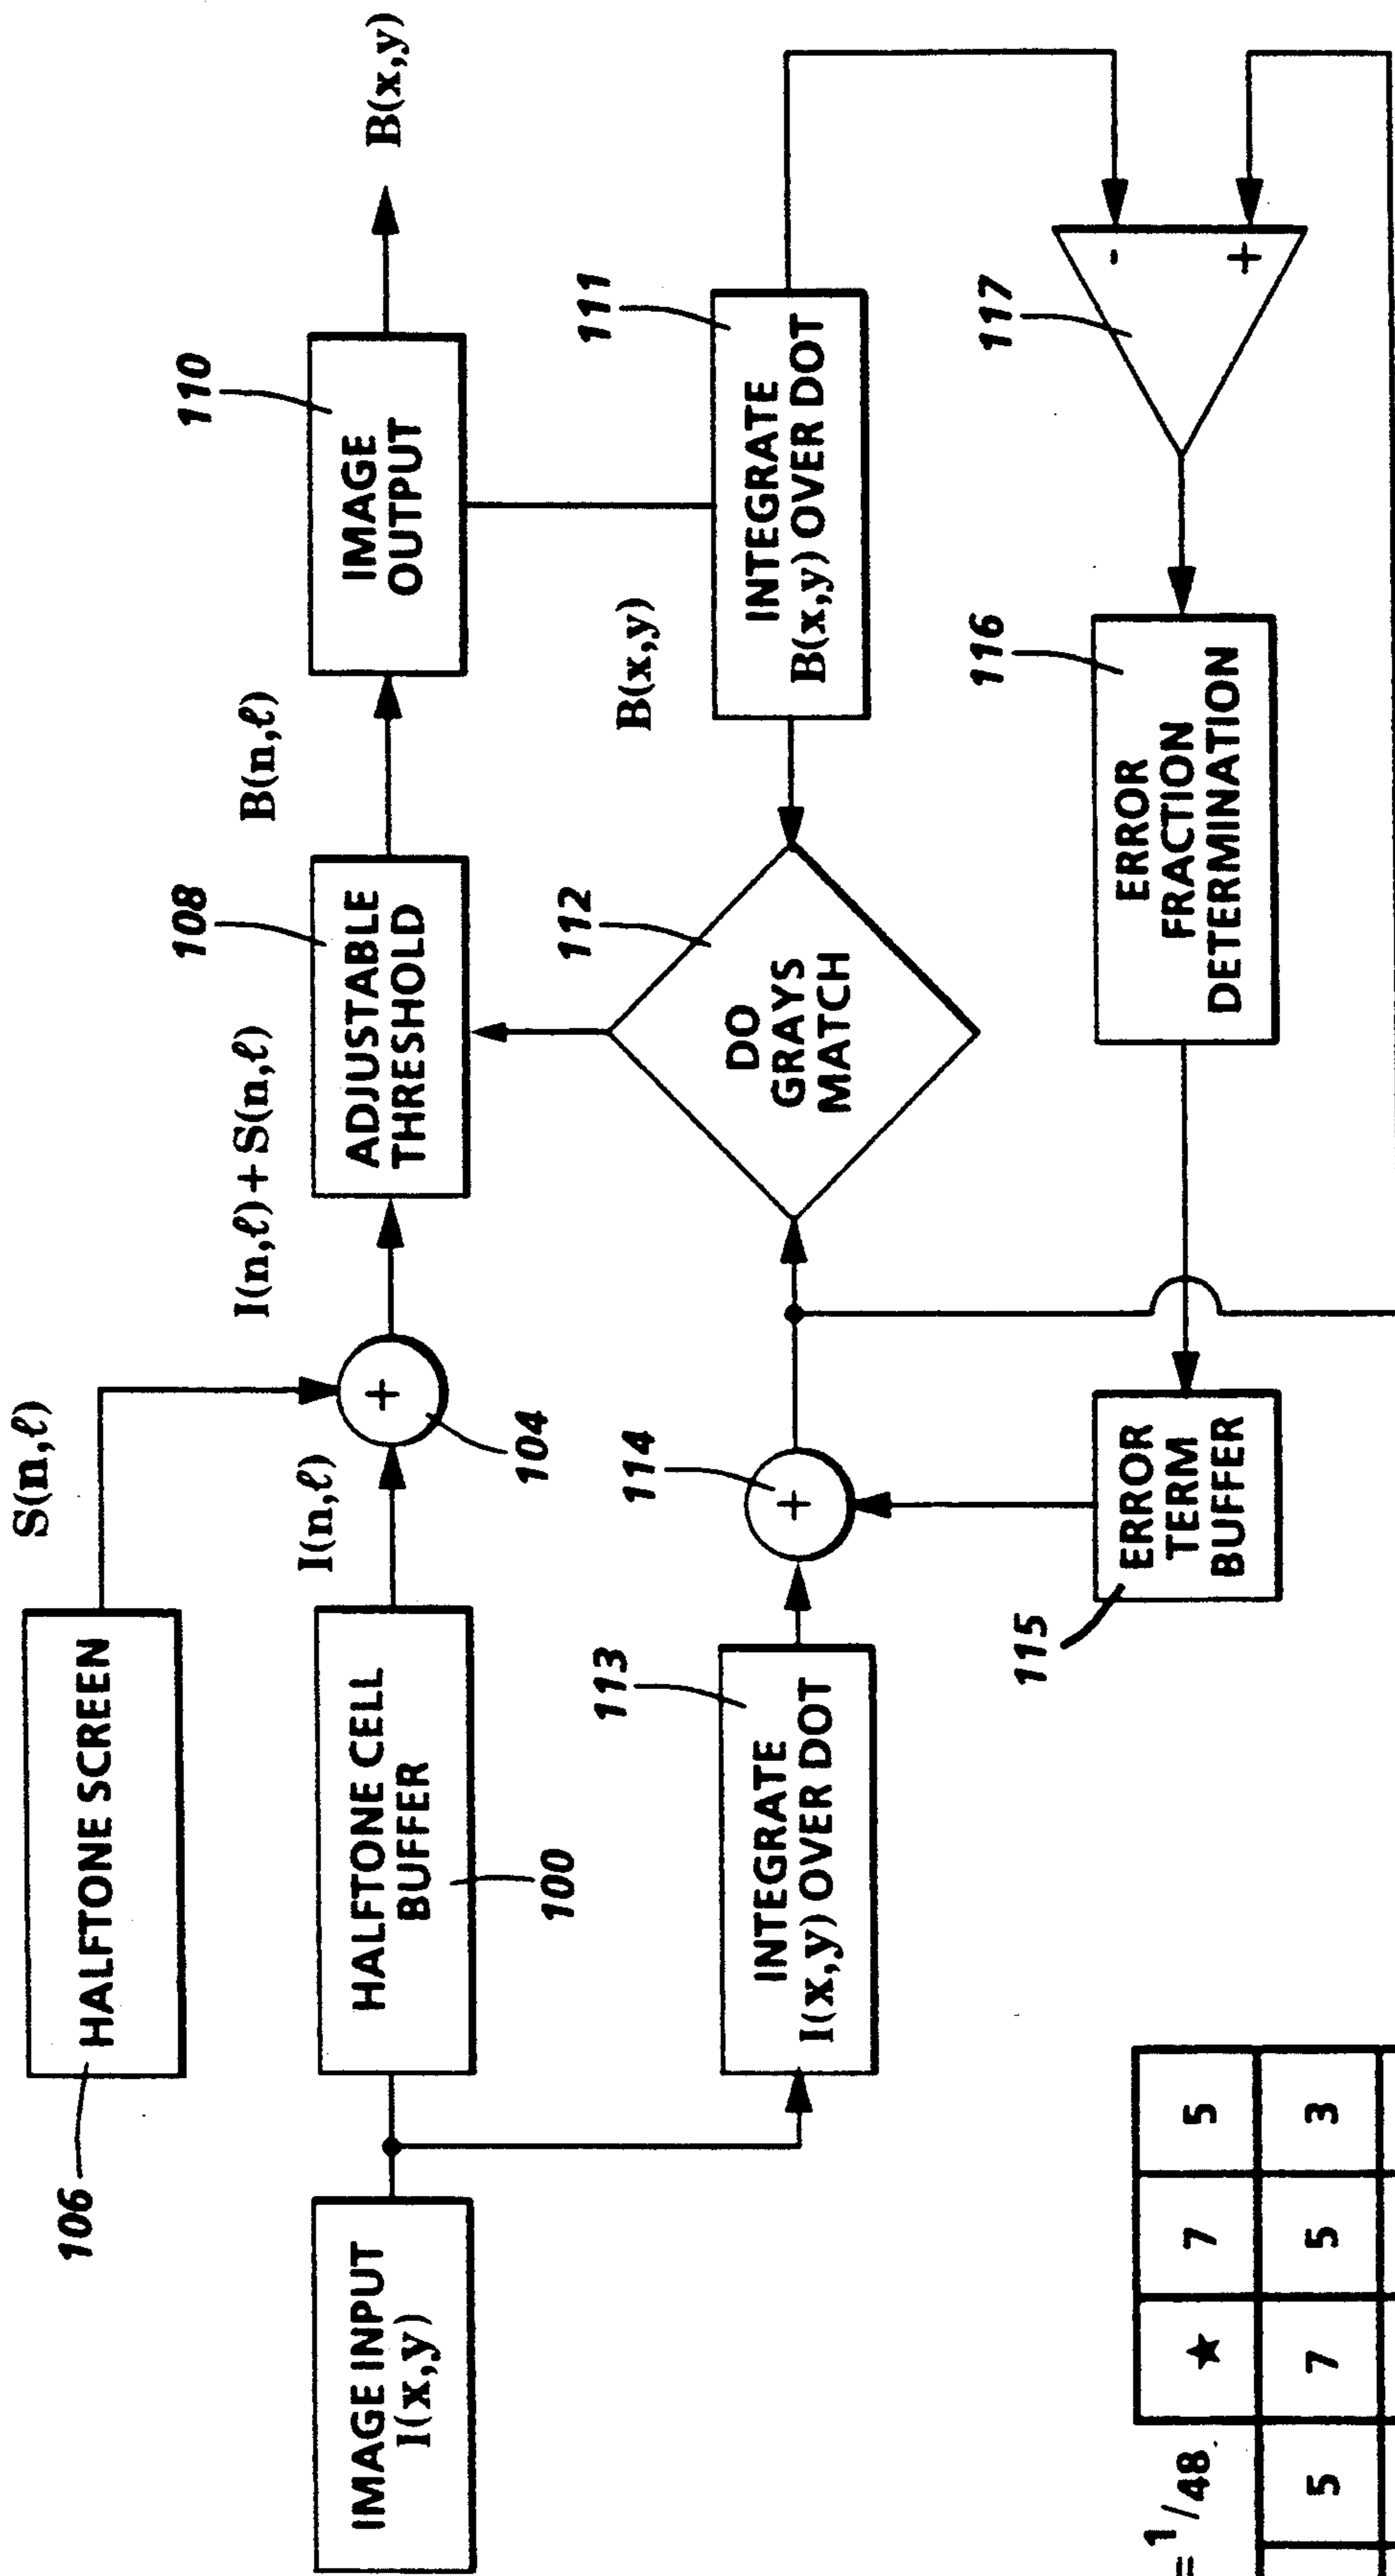 S(n,ℓ)
106
HALFTONE SCREEN
I(n,ℓ)
I(n,ℓ)+S(n,ℓ)
108
B(n,ℓ)
110
IMAGE INPUT
I(x,y)
HALFTONE CELL
BUFFER
100
+
104
ADJUSTABLE
THRESHOLD
IMAGE
OUTPUT
B(x,y)
113
INTEGRATE
I(x,y) OVER DOT
114
+
112
DO
GRAYS
MATCH
B(x,y)
111
INTEGRATE
B(x,y) OVER DOT
115
ERROR
TERM
BUFFER
116
ERROR
FRACTION
DETERMINATION
117
-
+
= 1/48
★ 7 5
5 7 5 3